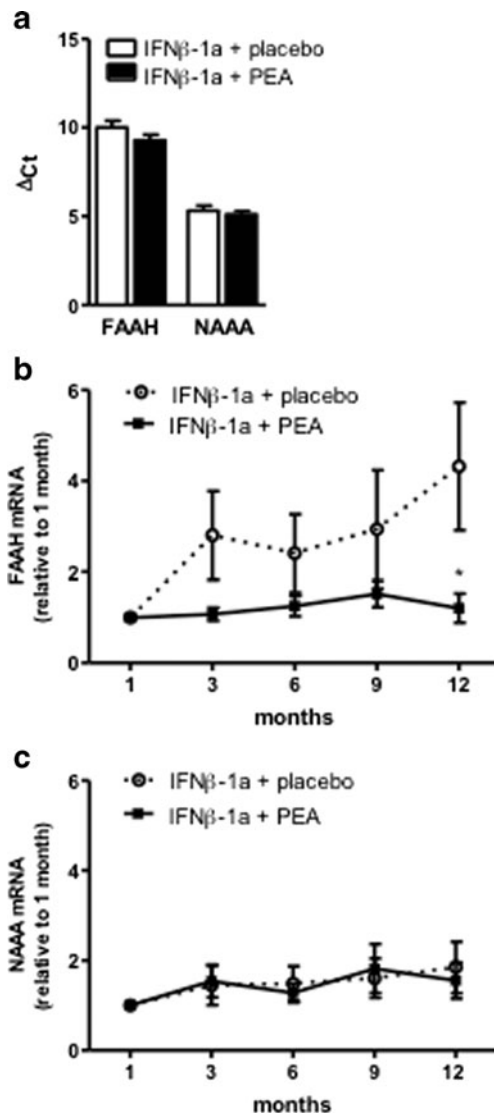 a
15
10
5
0
ΔCt
IFNβ-1a + placebo
IFNβ-1a + PEA
FAAH NAAA
b
6
4
2
0
FAAH mRNA
(relative to 1 month)
IFNβ-1a + placebo
IFNβ-1a + PEA
*
1 3 6 9 12
months
c
6
4
2
0
NAAA mRNA
(relative to 1 month)
IFNβ-1a + placebo
IFNβ-1a + PEA
1 3 6 9 12
months